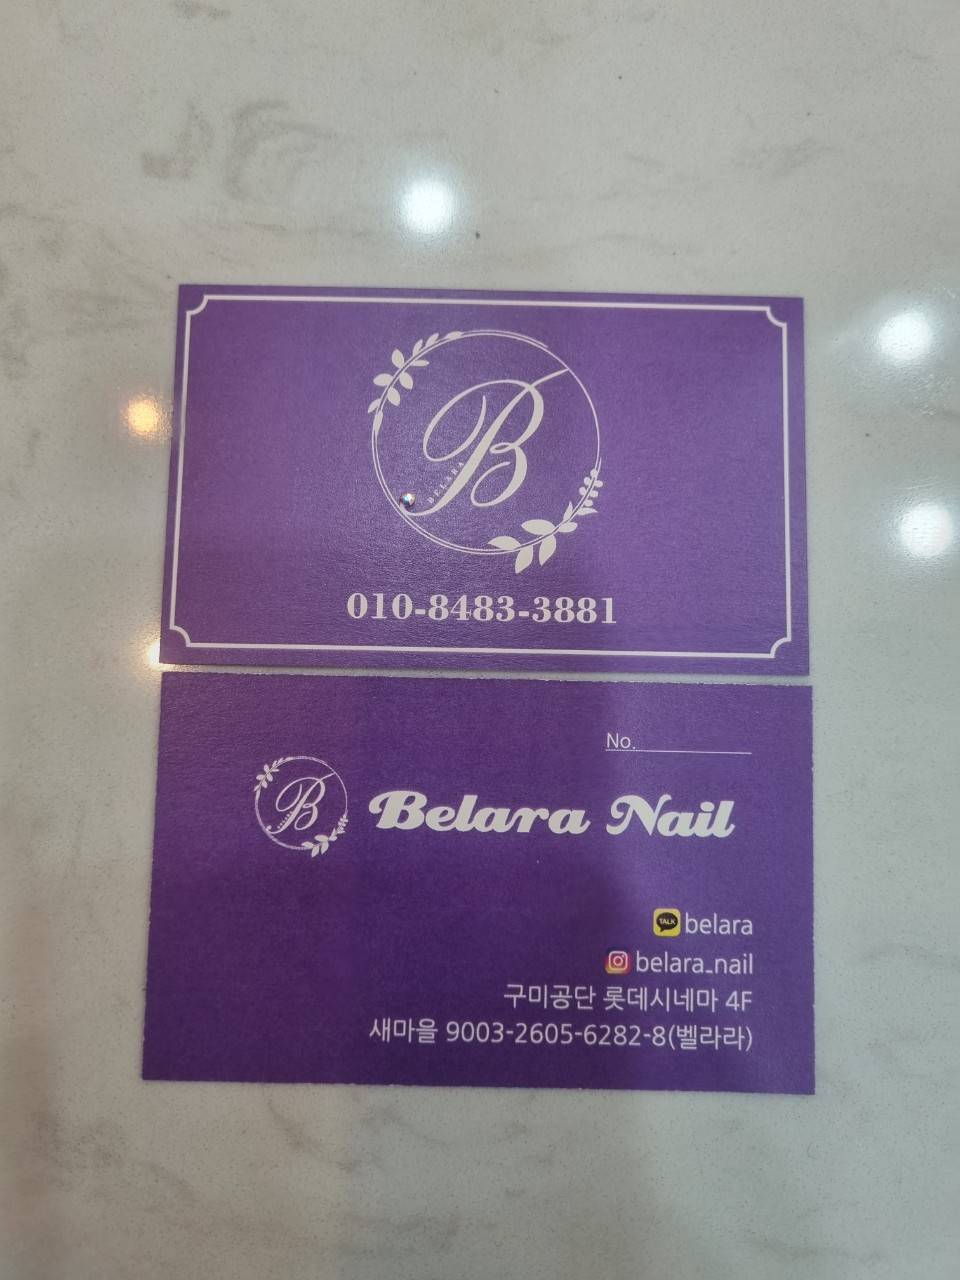 B
BELARA
010-8483-3881
No.
B
Belara Nail
TALK belara
belara_nail
구미공단 롯데시네마 4F
새마을 9003-2605-6282-8(벨라라)